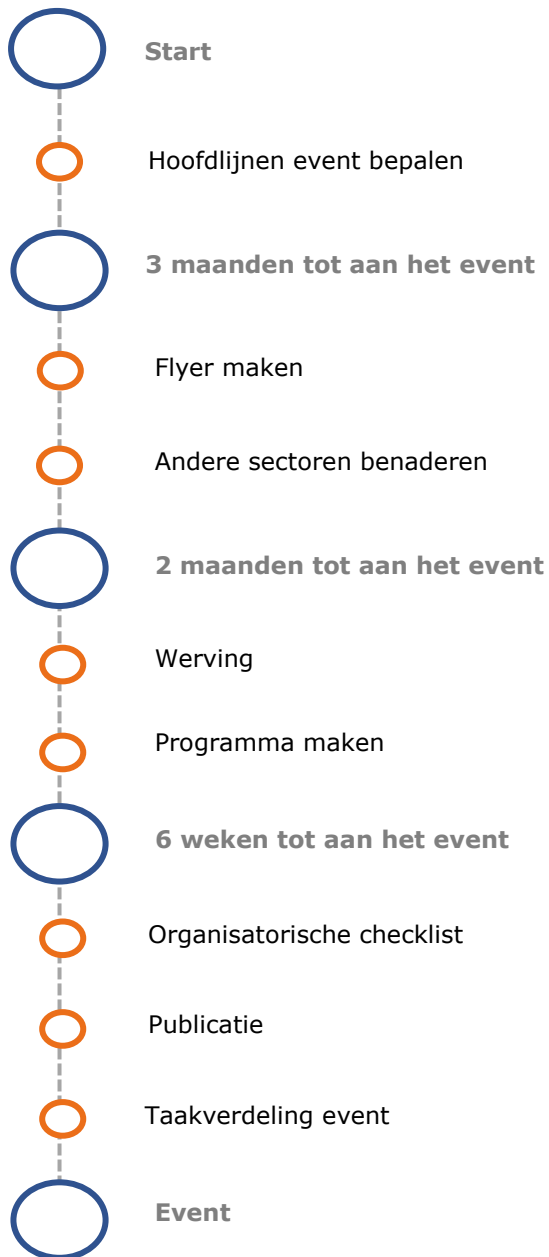 Start
Hoofdlijnen event bepalen
3 maanden tot aan het event
Flyer maken
Andere sectoren benaderen
2 maanden tot aan het event
Werving
Programma maken
6 weken tot aan het event
Organisatorische checklist
Publicatie
Taakverdeling event
Event